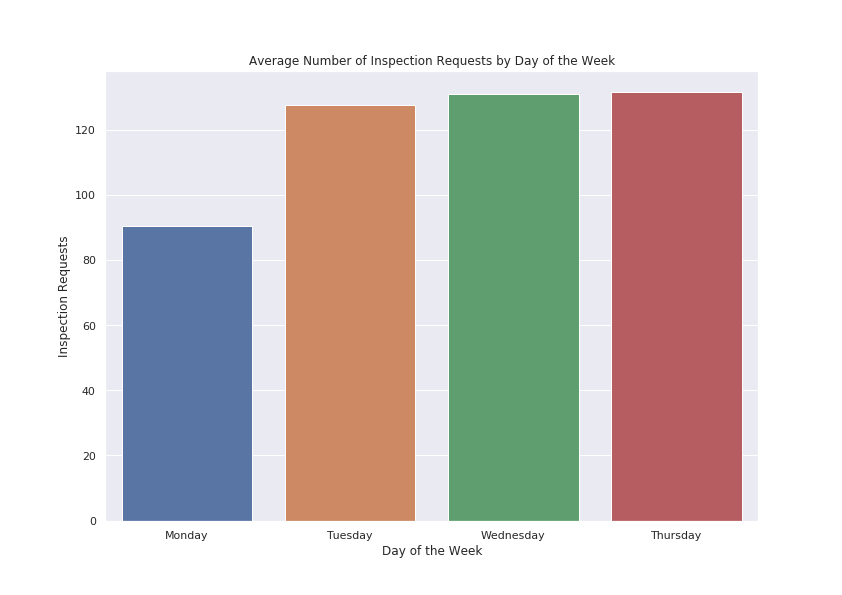 Average Number of Inspection Requests by Day of the Week
120
100
80
60
40
20
0
Inspection Requests
Monday Tuesday Wednesday Thursday
Day of the Week